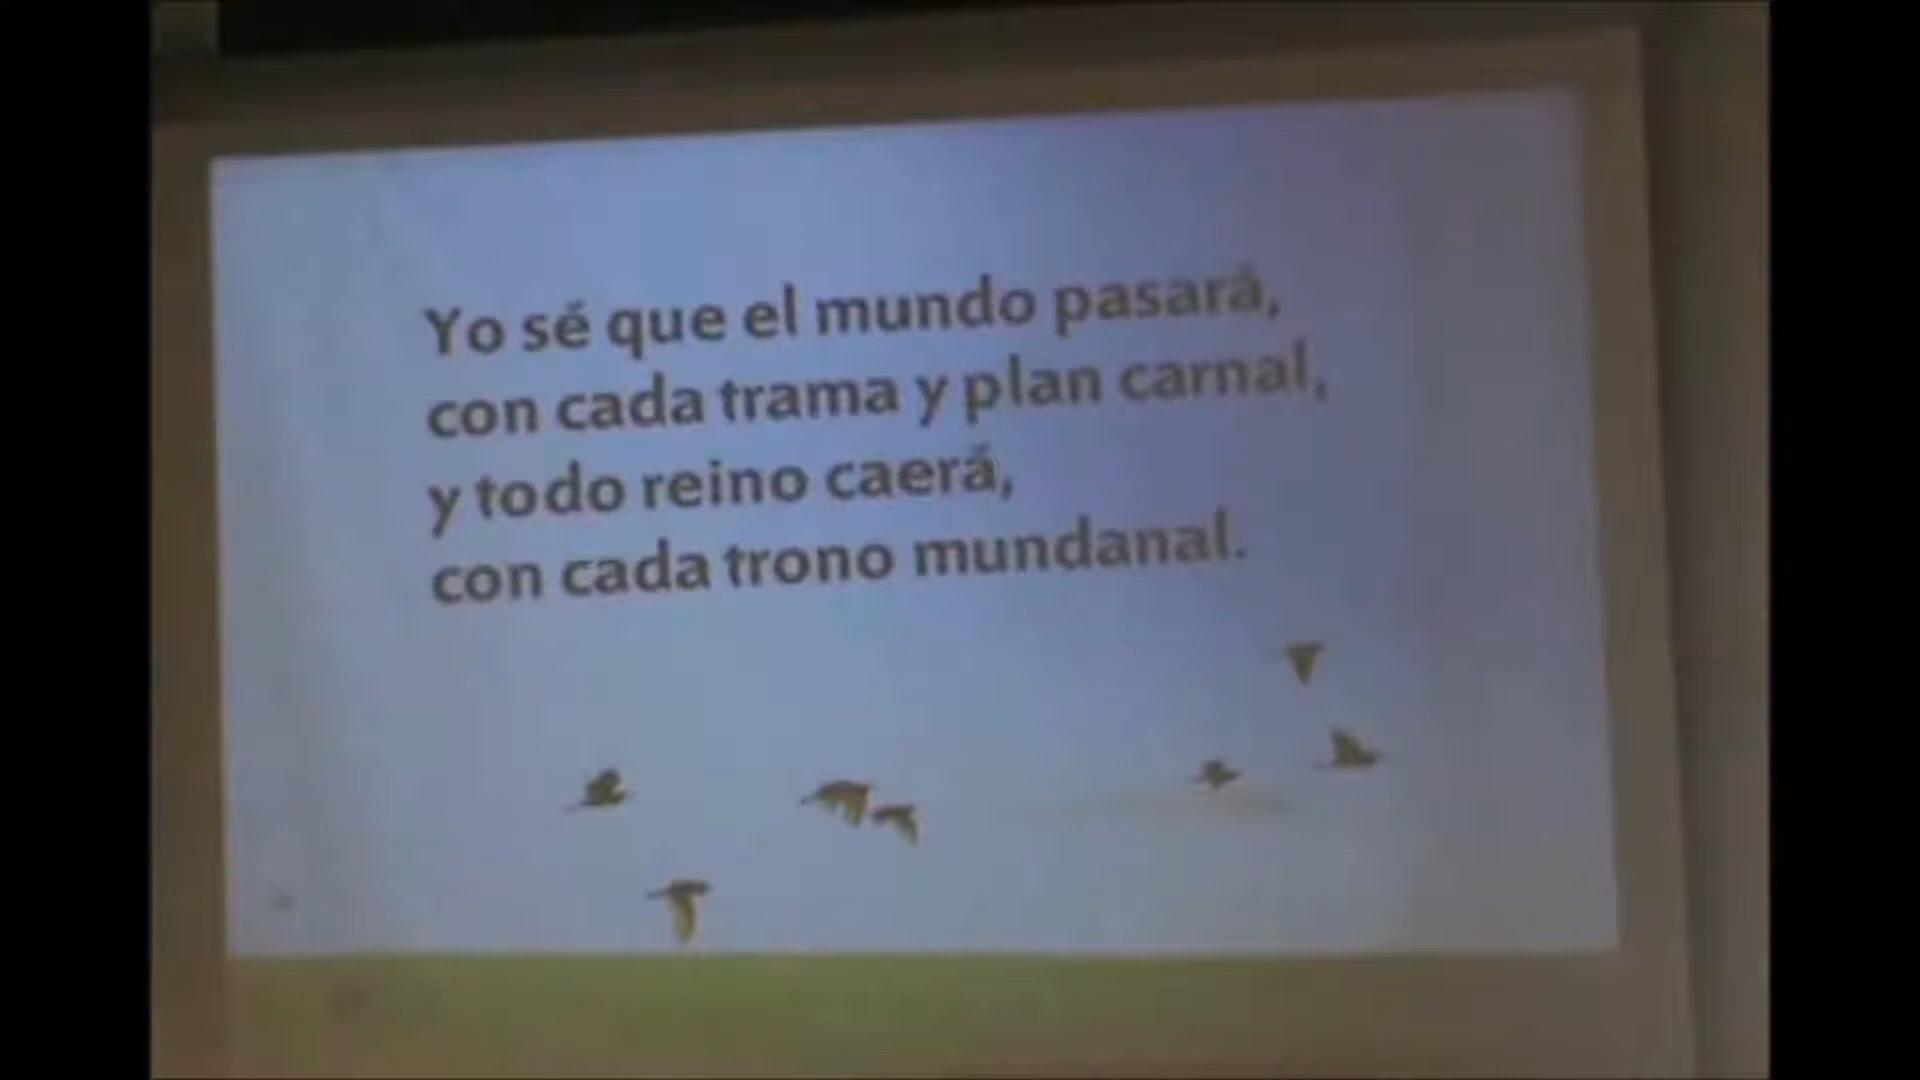 Yo sé que el mundo pasará,
con cada trama y plan carnal,
y todo reino caerá,
con cada trono mundanal.